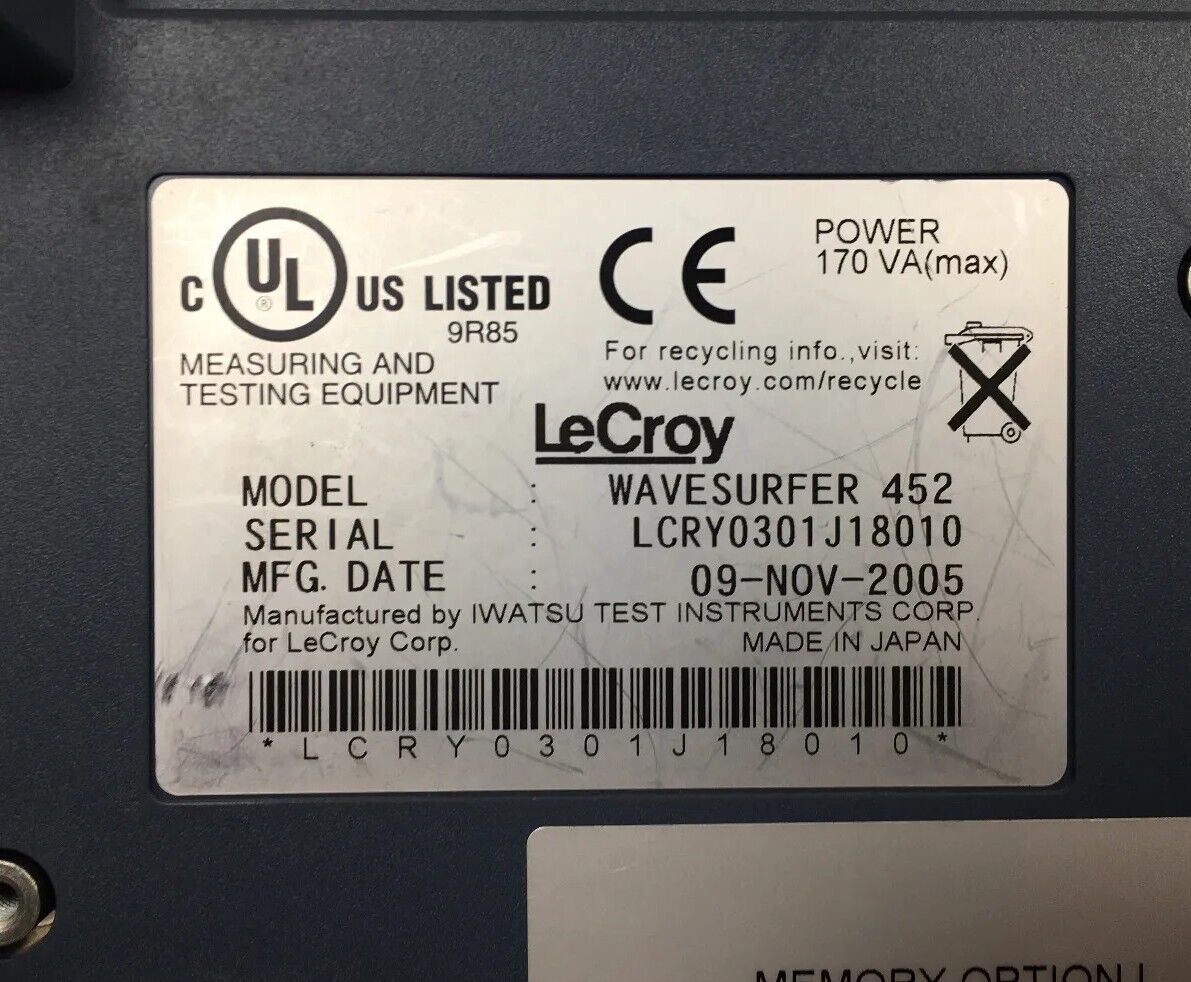 C UL ® US LISTED
9R85
MEASURING AND
TESTING EQUIPMENT
CE
POWER
170 VA(max)
For recycling info.,visit:
www.lecroy.com/recycle
LeCroy
MODEL : WAVESURFER 452
SERIAL : LCRY0301J18010
MFG. DATE : 09-NOV-2005
Manufactured by IWATSU TEST INSTRUMENTS CORP.
for LeCroy Corp. MADE IN JAPAN
*LCRY0301J18010*
MEMORY OPTION L